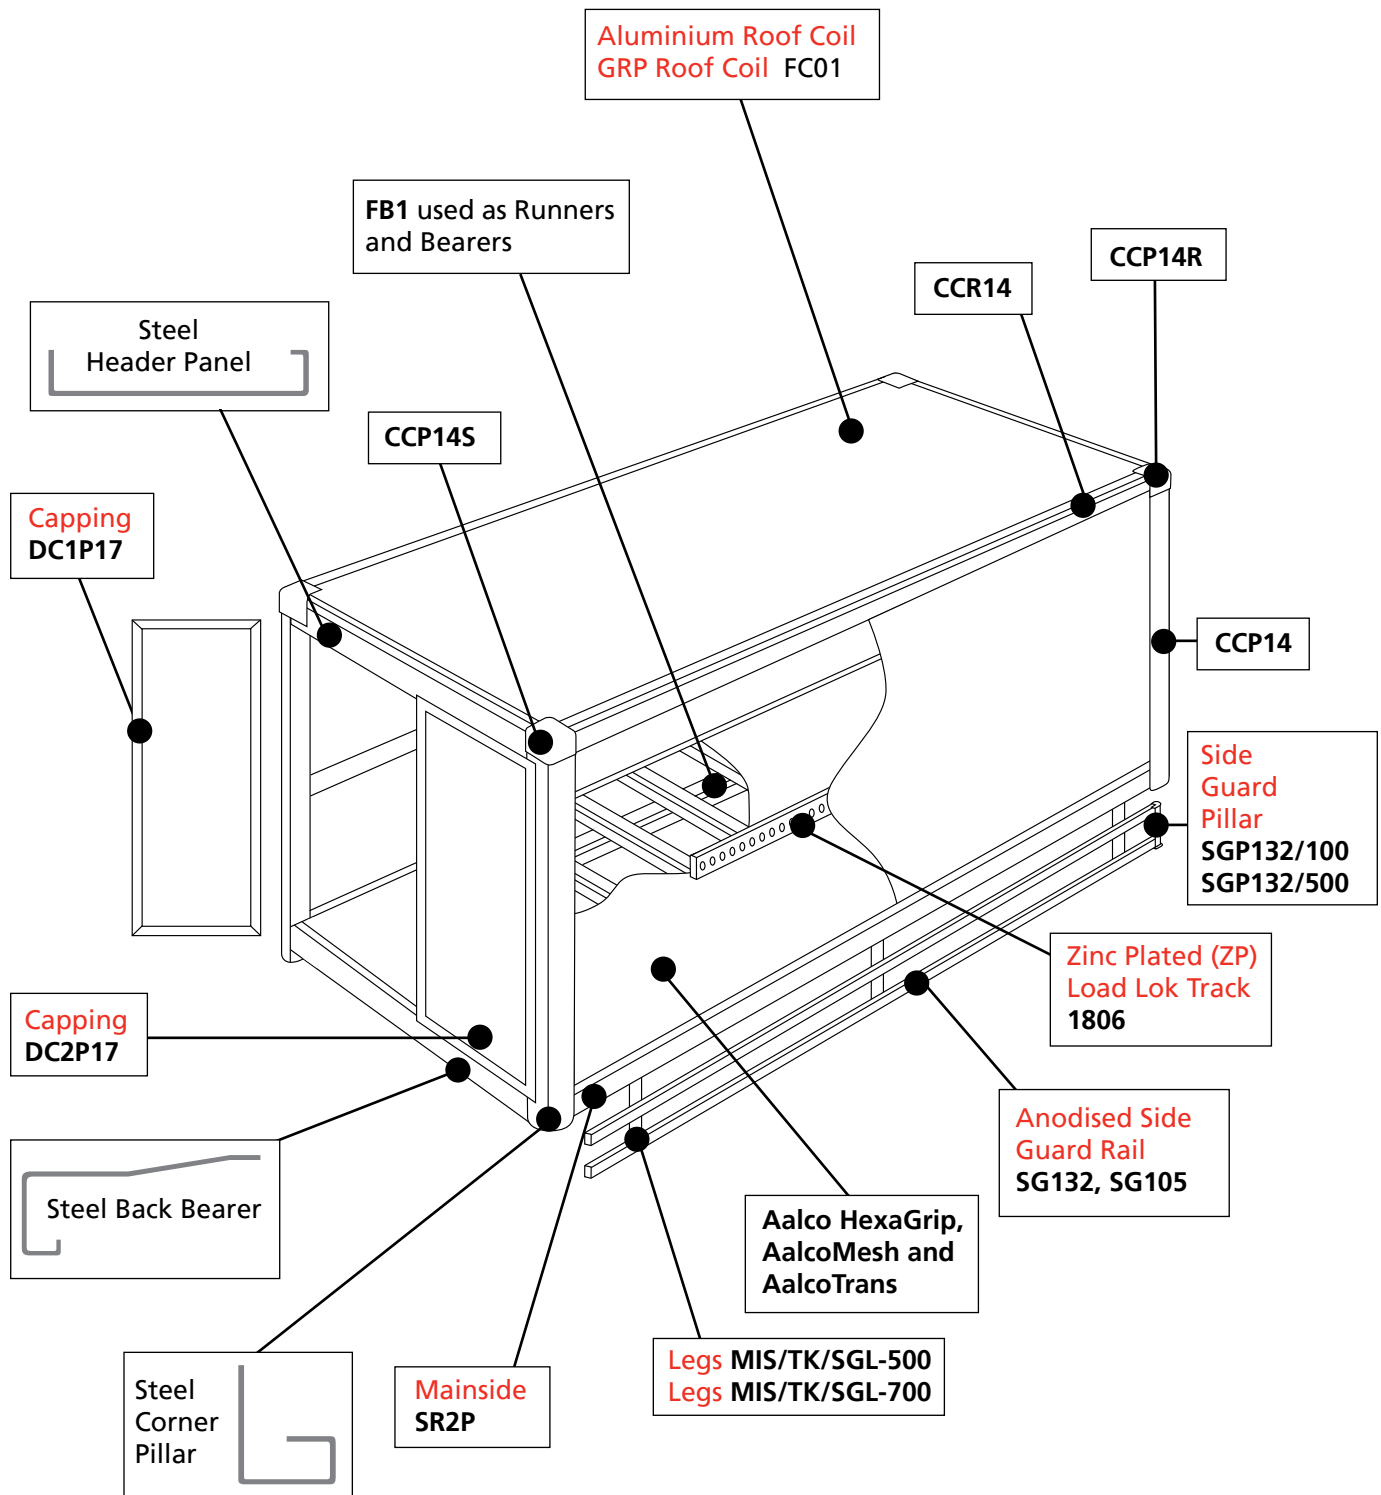 Aluminium Roof Coil
GRP Roof Coil FC01
FB1 used as Runners
and Bearers
CCP14R
CCR14
Steel
Header Panel
CCP14S
Capping
DC1P17
CCP14
Side
Guard
Pillar
SGP132/100
SGP132/500
Zinc Plated (ZP)
Load Lok Track
1806
Capping
DC2P17
Anodised Side
Guard Rail
SG132, SG105
Steel Back Bearer
Aalco HexaGrip,
AalcoMesh and
AalcoTrans
Legs MIS/TK/SGL-500
Legs MIS/TK/SGL-700
Mainside
SR2P
Steel
Corner
Pillar